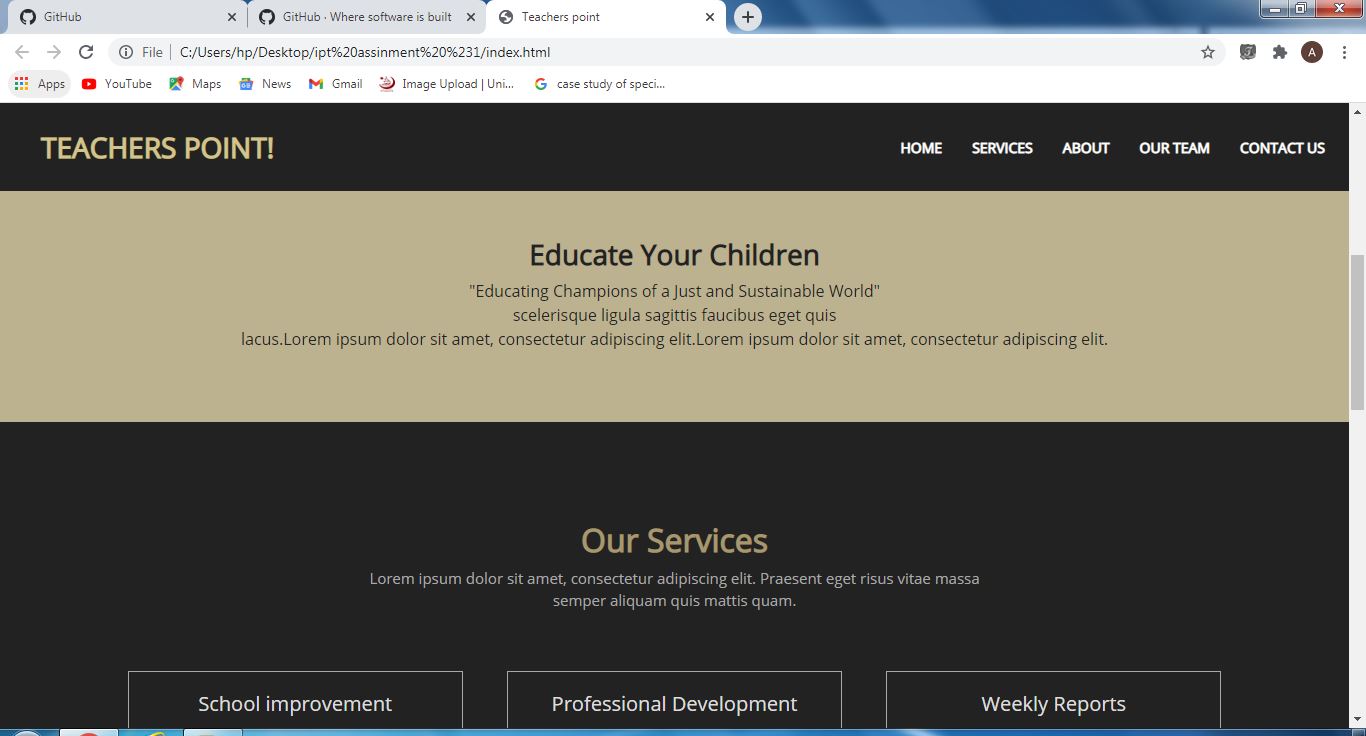 GitHub
GitHub · Where software is built
Teachers point
File
C:/Users/hp/Desktop/ipt%20assinment%20%231/index.html
A
Apps
YouTube
Maps
News
Gmail
Image Upload | Uni...
case study of speci...
TEACHERS POINT!
HOME
SERVICES
ABOUT
OUR TEAM
CONTACT US
Educate Your Children
"Educating Champions of a Just and Sustainable World"
scelerisque ligula sagittis faucibus eget quis
lacus.Lorem ipsum dolor sit amet, consectetur adipiscing elit.Lorem ipsum dolor sit amet, consectetur adipiscing elit.
Our Services
Lorem ipsum dolor sit amet, consectetur adipiscing elit. Praesent eget risus vitae massa
semper aliquam quis mattis quam.
School improvement
Professional Development
Weekly Reports